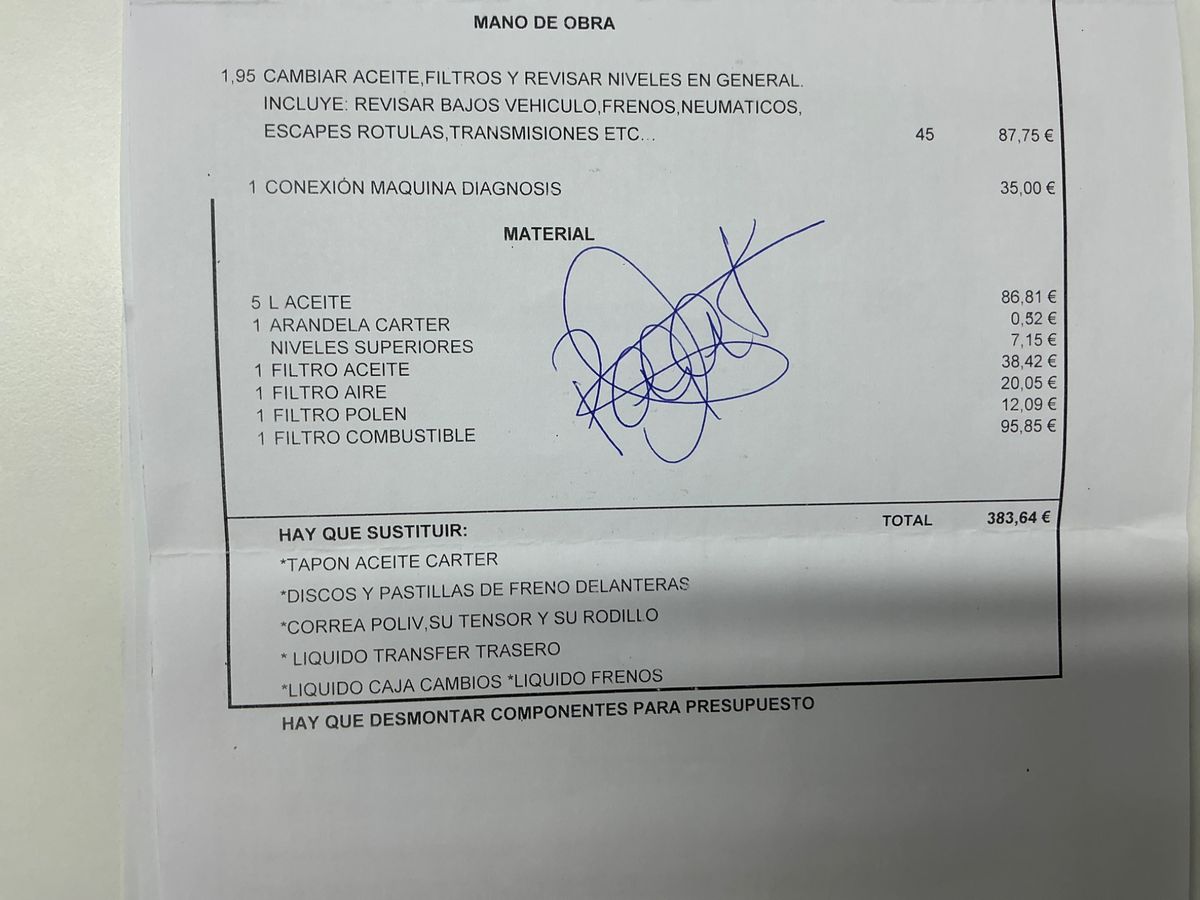 MANO DE OBRA
1,95 CAMBIAR ACEITE,FILTROS Y REVISAR NIVELES EN GENERAL.
INCLUYE: REVISAR BAJOS VEHICULO,FRENOS,NEUMATICOS,
ESCAPES ROTULAS,TRANSMISIONES ETC... 45 87,75 €
1 CONEXIÓN MAQUINA DIAGNOSIS 35,00 €
MATERIAL
5 L ACEITE 86,81 €
1 ARANDELA CARTER 0,52 €
NIVELES SUPERIORES 7,15 €
1 FILTRO ACEITE 38,42 €
1 FILTRO AIRE 20,05 €
1 FILTRO POLEN 12,09 €
1 FILTRO COMBUSTIBLE 95,85 €
TOTAL 383,64 €
HAY QUE SUSTITUIR:
*TAPON ACEITE CARTER
*DISCOS Y PASTILLAS DE FRENO DELANTERAS
*CORREA POLIV,SU TENSOR Y SU RODILLO
* LIQUIDO TRANSFER TRASERO
*LIQUIDO CAJA CAMBIOS *LIQUIDO FRENOS
HAY QUE DESMONTAR COMPONENTES PARA PRESUPUESTO